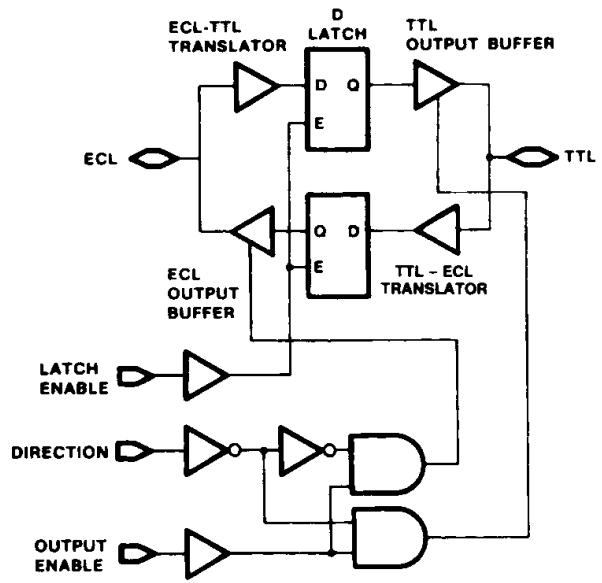 D
LATCH
ECL-TTL
TRANSLATOR
TTL
OUTPUT BUFFER
D Q
E
ECL
TTL
Q D
E
ECL
OUTPUT
BUFFER
TTL - ECL
TRANSLATOR
LATCH
ENABLE
DIRECTION
OUTPUT
ENABLE